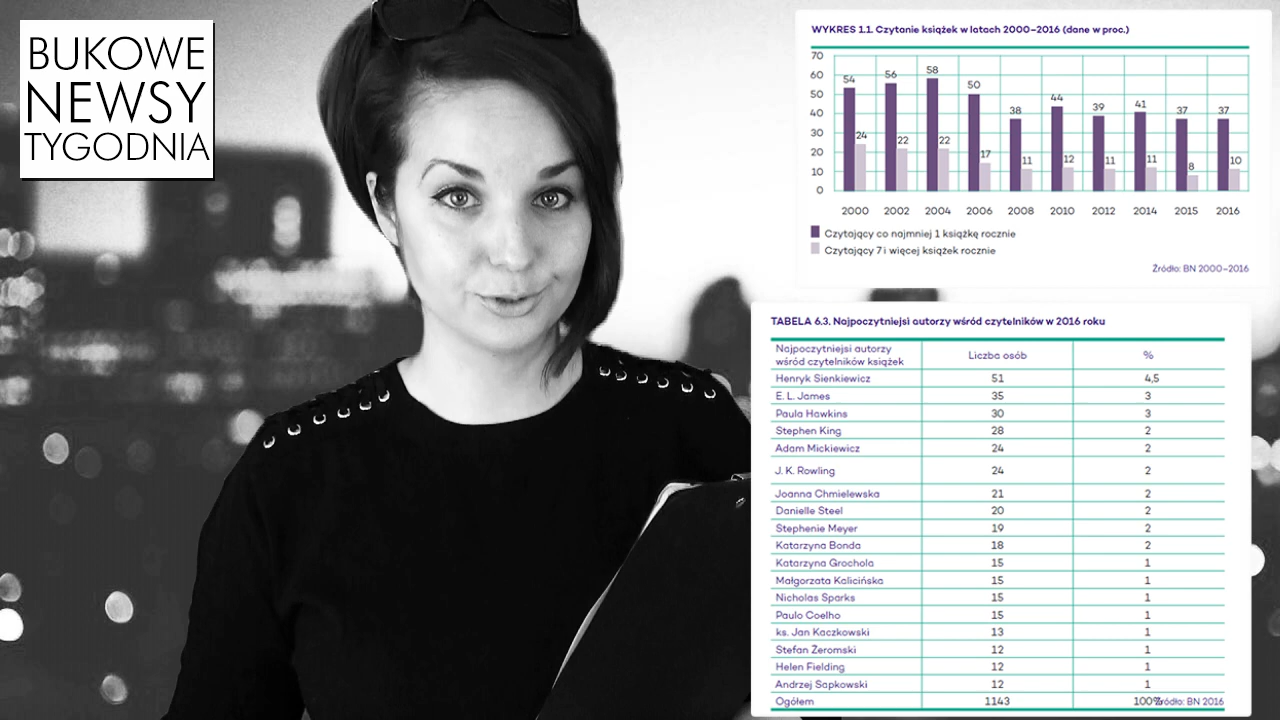 BUKOWE
NEWSY
TYGODNIA
WYKRES 1.1. Czytanie książek w latach 2000–2016 (dane w proc.)
70
60
50
40
30
20
10
0
54 24
56 22
58 22
50 17
38 11
44 12
39 11
41 11
37 8
37 10
2000 2002 2004 2006 2008 2010 2012 2014 2015 2016
Czytający co najmniej 1 książkę rocznie
Czytający 7 i więcej książek rocznie
Źródło: BN 2000–2016
TABELA 6.3. Najpoczytniejsi autorzy wśród czytelników w 2016 roku
Najpoczytniejsi autorzy
wśród czytelników książek Liczba osób %
Henryk Sienkiewicz 51 4,5
E. L. James 35 3
Paula Hawkins 30 3
Stephen King 28 2
Adam Mickiewicz 24 2
J. K. Rowling 24 2
Joanna Chmielewska 21 2
Danielle Steel 20 2
Stephenie Meyer 19 2
Katarzyna Bonda 18 2
Katarzyna Grochola 15 1
Małgorzata Kalicińska 15 1
Nicholas Sparks 15 1
Paulo Coelho 15 1
ks. Jan Kaczkowski 13 1
Stefan Żeromski 12 1
Helen Fielding 12 1
Andrzej Sapkowski 12 1
Ogółem 1143 100%
Źródło: BN 2016